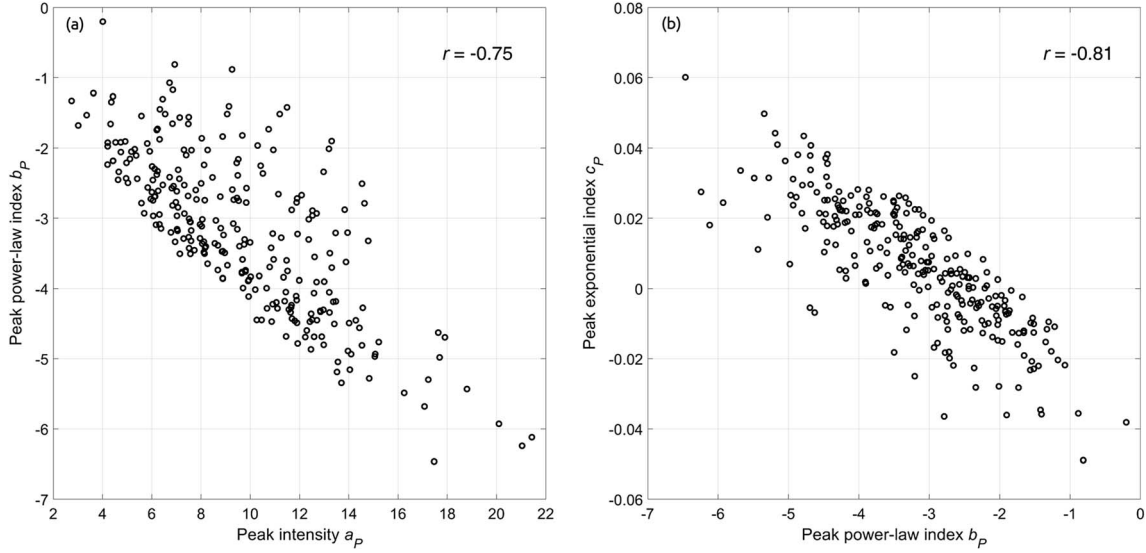 (a)
r = -0.75
0
-1
-2
-3
-4
-5
-6
-7
2 4 6 8 10 12 14 16 18 20 22
Peak intensity a_P
Peak power-law index b_P
(b)
r = -0.81
0.08
0.06
0.04
0.02
0
-0.02
-0.04
-0.06
-7 -6 -5 -4 -3 -2 -1 0
Peak power-law index b_P
Peak exponential index c_P